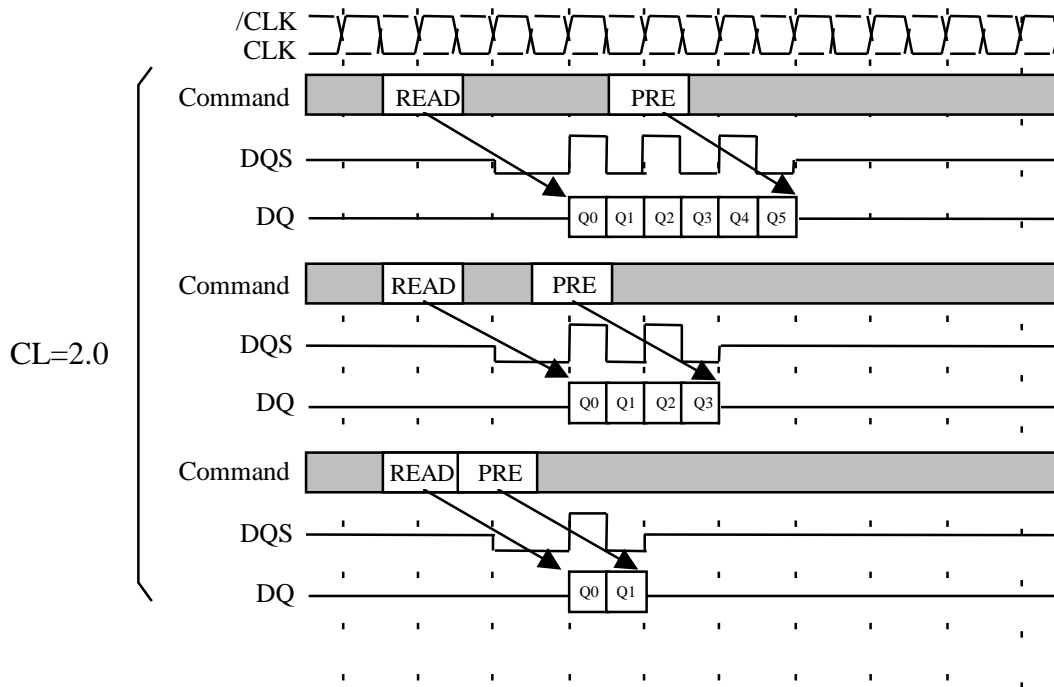 /CLK
CLK
Command READ PRE
DQS
DQ Q0 Q1 Q2 Q3 Q4 Q5
Command READ PRE
CL=2.0
DQS
DQ Q0 Q1 Q2 Q3
Command READ PRE
DQS
DQ Q0 Q1